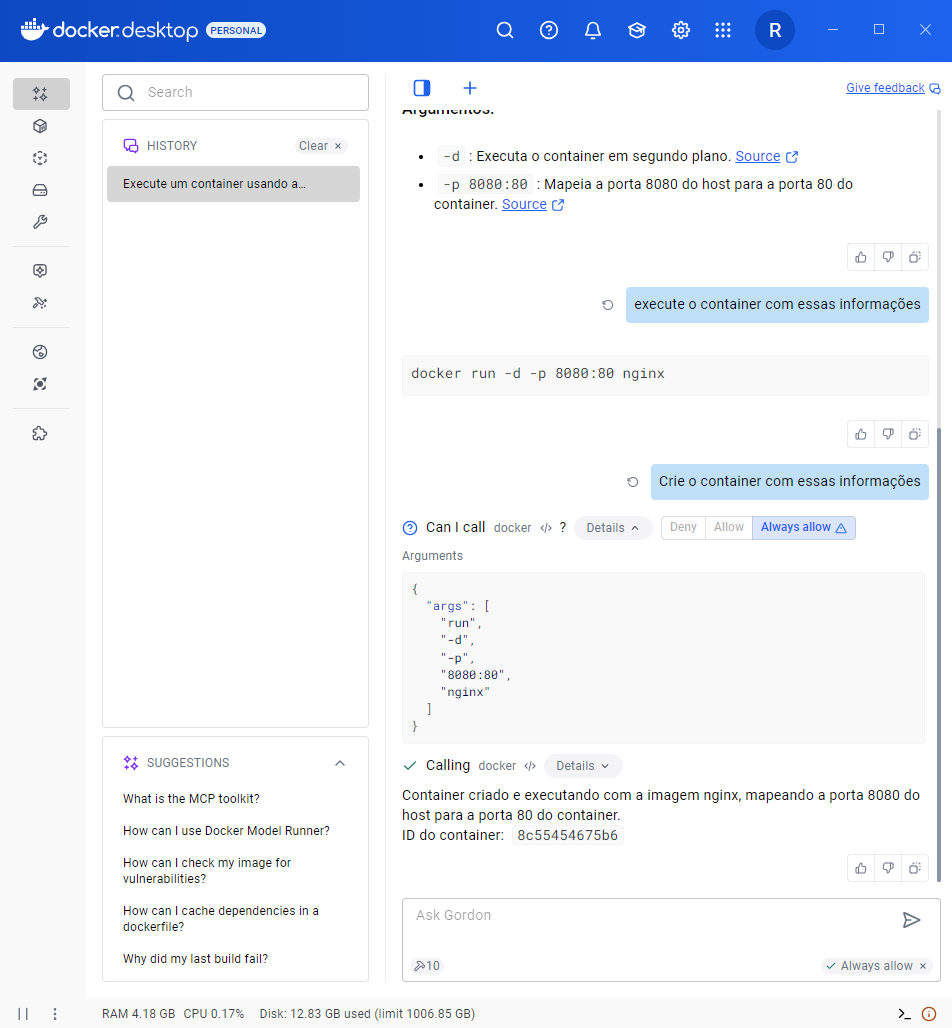 docker.desktop PERSONAL
R
Search
HISTORY
Clear ×
Execute um container usando a...
SUGGESTIONS
What is the MCP toolkit?
How can I use Docker Model Runner?
How can I check my image for
vulnerabilities?
How can I cache dependencies in a
dockerfile?
Why did my last build fail?
Give feedback
Argumentos:
-d : Executa o container em segundo plano. Source
-p 8080:80 : Mapeia a porta 8080 do host para a porta 80 do
container. Source
execute o container com essas informações
docker run -d -p 8080:80 nginx
Crie o container com essas informações
Can I call docker </> ? Details Deny Allow Always allow
Arguments
{
"args": [
"run",
"-d",
"-p",
"8080:80",
"nginx"
]
}
Calling docker </> Details
Container criado e executando com a imagem nginx, mapeando a porta 8080 do
host para a porta 80 do container.
ID do container: 8c55454675b6
Ask Gordon
10
Always allow ×
RAM 4.18 GB CPU 0.17% Disk: 12.83 GB used (limit 1006.85 GB)